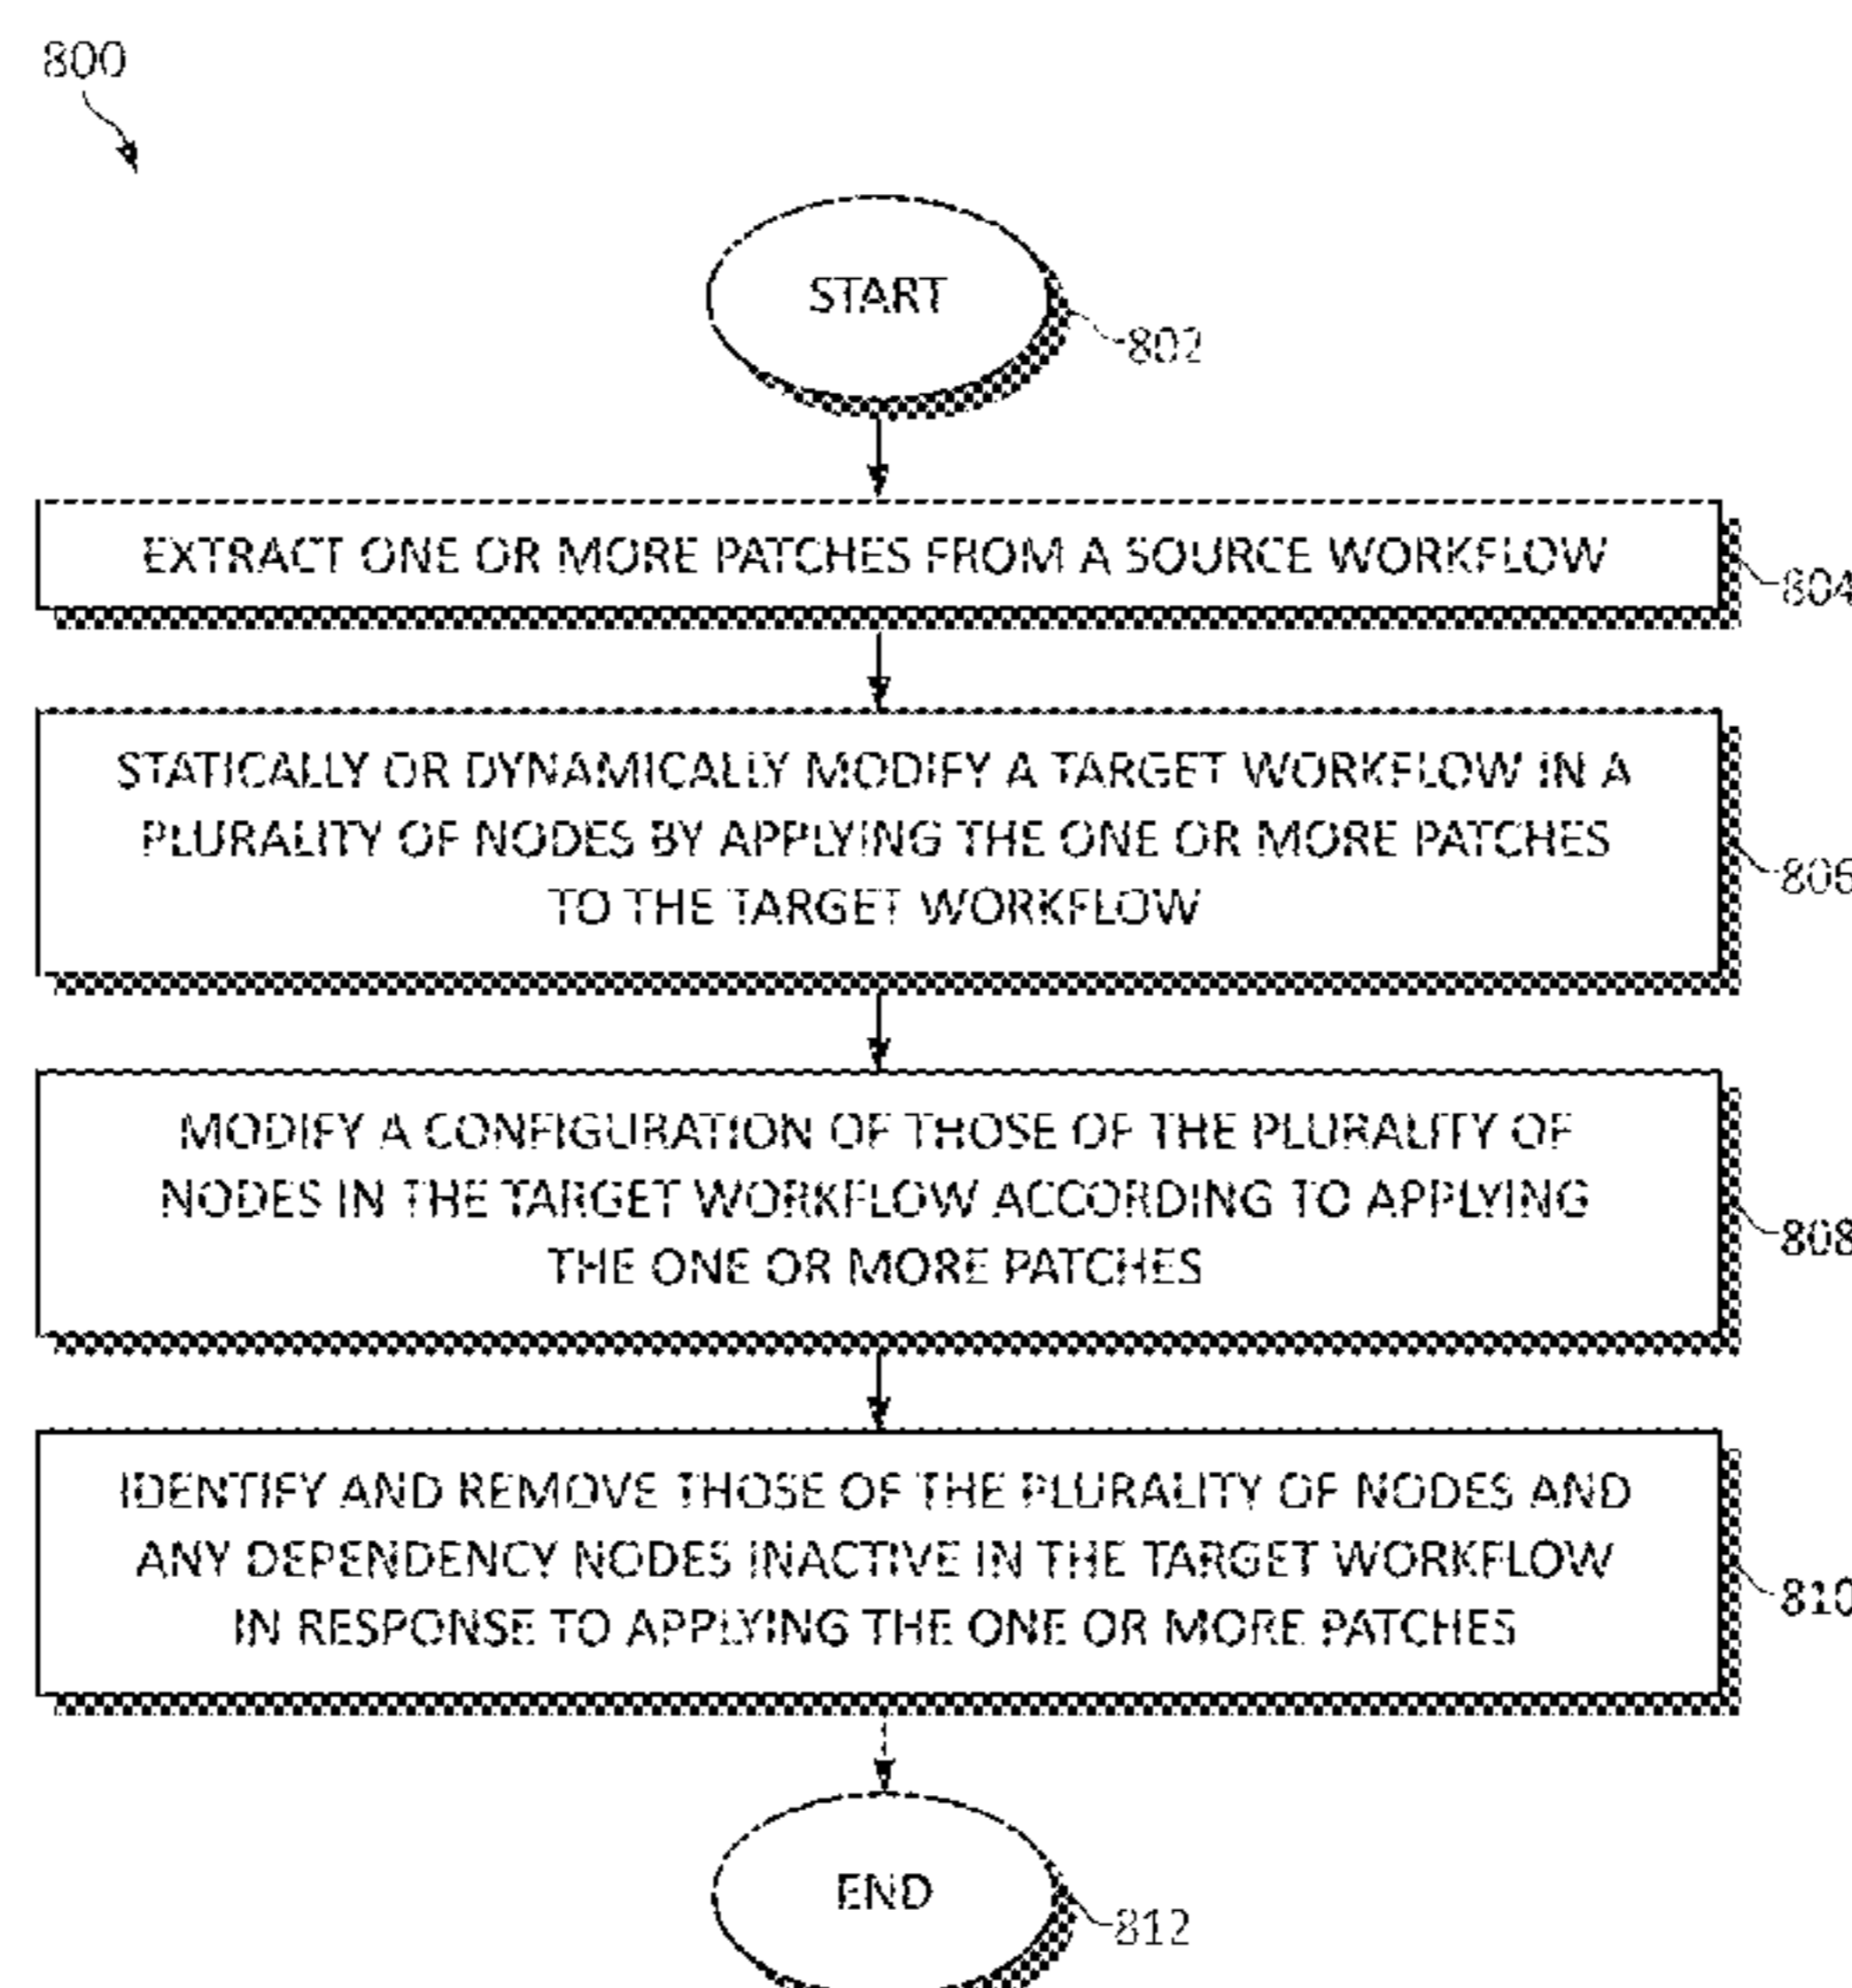 800
START
802
EXTRACT ONE OR MORE PATCHES FROM A SOURCE WORKFLOW
804
STATICALLY OR DYNAMICALLY MODIFY A TARGET WORKFLOW IN A
PLURALITY OF NODES BY APPLYING THE ONE OR MORE PATCHES
TO THE TARGET WORKFLOW
806
MODIFY A CONFIGURATION OF THOSE OF THE PLURALITY OF
NODES IN THE TARGET WORKFLOW ACCORDING TO APPLYING
THE ONE OR MORE PATCHES
808
IDENTIFY AND REMOVE THOSE OF THE PLURALITY OF NODES AND
ANY DEPENDENCY NODES INACTIVE IN THE TARGET WORKFLOW
IN RESPONSE TO APPLYING THE ONE OR MORE PATCHES
810
END
812